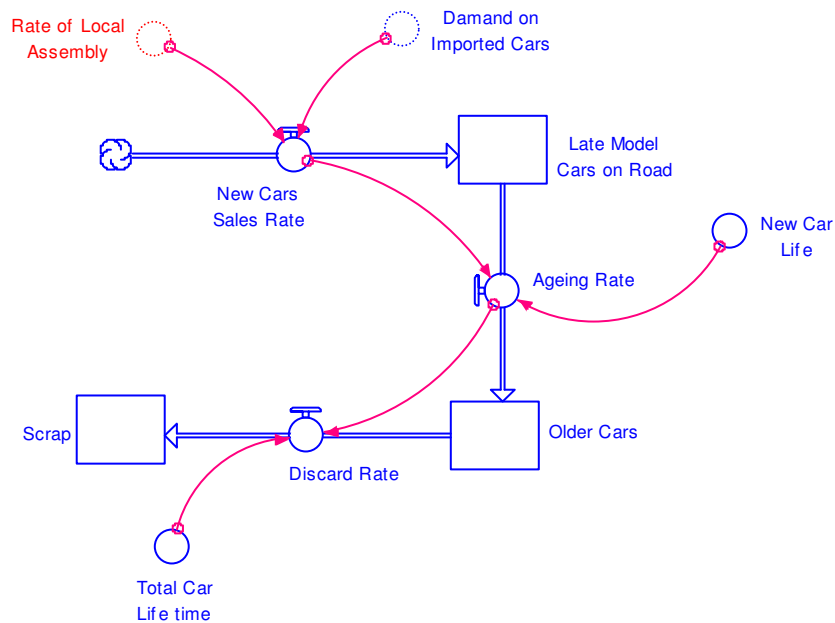 Rate of Local
Assembly
Damand on
Imported Cars
Late Model
Cars on Road
New Cars
Sales Rate
New Car
Life
Ageing Rate
Scrap
Older Cars
Discard Rate
Total Car
Life time